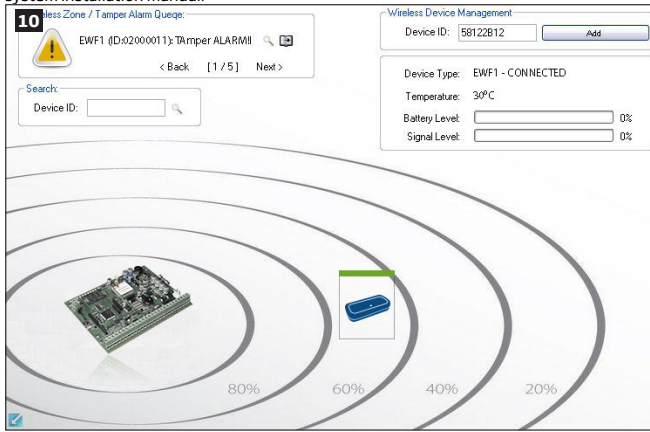 system installation manual.
10
eless Zone / Tamper Alarm Queqe:
EWF1 (ID:02000011): TAmper ALARM!!
< Back [ 1 / 5 ] Next >
Search:
Device ID:
Wireless Device Management
Device ID: 58122B12 Add
Device Type: EWF1 - CONNECTED
Temperature: 30ºC
Battery Level: 0%
Signal Level: 0%
80% 60% 40% 20%